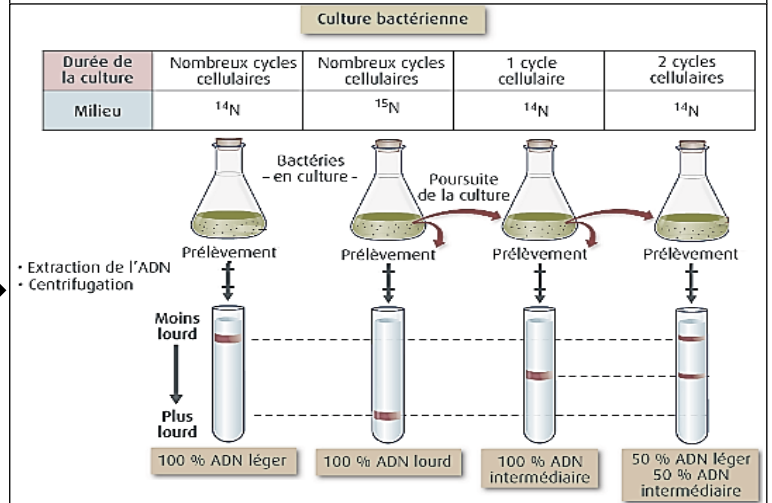 Culture bactérienne
Durée de la culture
Nombreux cycles cellulaires
Nombreux cycles cellulaires
1 cycle cellulaire
2 cycles cellulaires
Milieu
14N
15N
14N
14N
Bactéries
– en culture –
Poursuite
de la culture
Prélèvement
Prélèvement
Prélèvement
Prélèvement
• Extraction de l'ADN
• Centrifugation
Moins
lourd
Plus
lourd
100 % ADN léger
100 % ADN lourd
100 % ADN
intermédiaire
50 % ADN léger
50 % ADN
intermédiaire